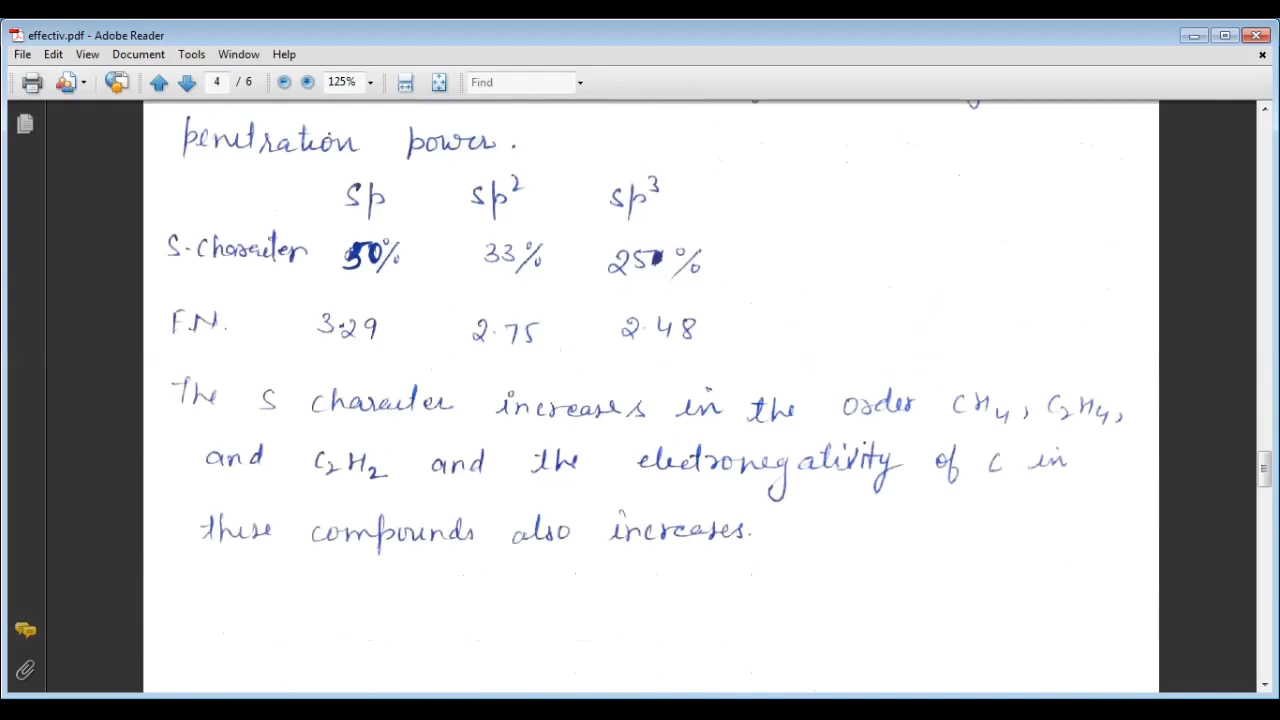 effectiv.pdf - Adobe Reader
File Edit View Document Tools Window Help
4 / 6 125% Find
penetration power.
sp sp² sp³
S-Character 50% 33% 25%
E.N. 3.29 2.75 2.48
The S character increases in the order CH₄, C₂H₄,
and C₂H₂ and the electronegativity of C in
these compounds also increases.